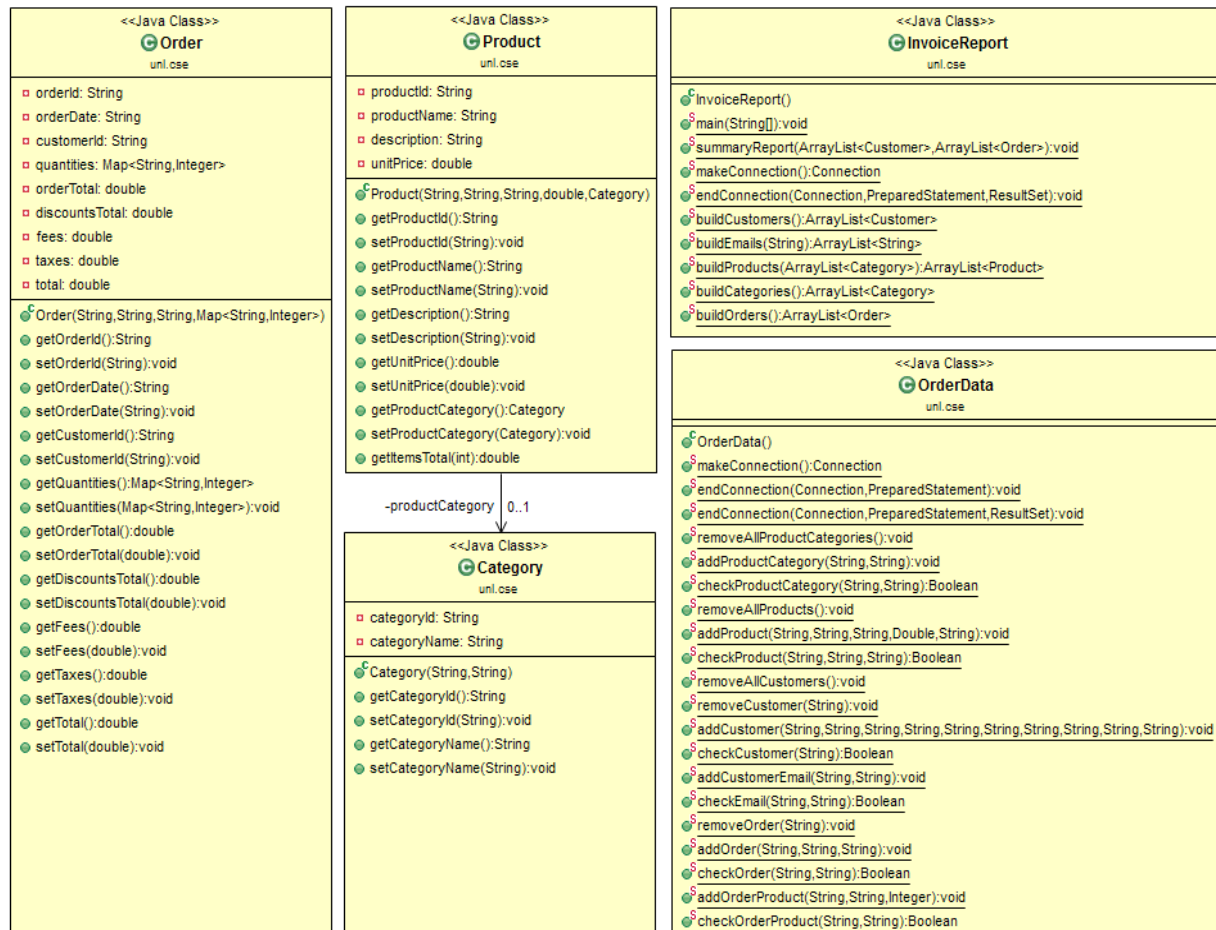 <<Java Class>>
Order
unl.cse
orderId: String
orderDate: String
customerId: String
quantities: Map<String,Integer>
orderTotal: double
discountsTotal: double
fees: double
taxes: double
total: double
Order(String,String,String,Map<String,Integer>)
getOrderId():String
setOrderId(String):void
getOrderDate():String
setOrderDate(String):void
getCustomerId():String
setCustomerId(String):void
getQuantities():Map<String,Integer>
setQuantities(Map<String,Integer>):void
getOrderTotal():double
setOrderTotal(double):void
getDiscountsTotal():double
setDiscountsTotal(double):void
getFees():double
setFees(double):void
getTaxes():double
setTaxes(double):void
getTotal():double
setTotal(double):void
<<Java Class>>
Product
unl.cse
productId: String
productName: String
description: String
unitPrice: double
Product(String,String,String,double,Category)
getProductId():String
setProductId(String):void
getProductName():String
setProductName(String):void
getDescription():String
setDescription(String):void
getUnitPrice():double
setUnitPrice(double):void
getProductCategory():Category
setProductCategory(Category):void
getItemsTotal(int):double
-productCategory 0..1
<<Java Class>>
Category
unl.cse
categoryId: String
categoryName: String
Category(String,String)
getCategoryId():String
setCategoryId(String):void
getCategoryName():String
setCategoryName(String):void
<<Java Class>>
InvoiceReport
unl.cse
InvoiceReport()
main(String[]):void
summaryReport(ArrayList<Customer>,ArrayList<Order>):void
makeConnection():Connection
endConnection(Connection,PreparedStatement,ResultSet):void
buildCustomers():ArrayList<Customer>
buildEmails(String):ArrayList<String>
buildProducts(ArrayList<Category>):ArrayList<Product>
buildCategories():ArrayList<Category>
buildOrders():ArrayList<Order>
<<Java Class>>
OrderData
unl.cse
OrderData()
makeConnection():Connection
endConnection(Connection,PreparedStatement):void
endConnection(Connection,PreparedStatement,ResultSet):void
removeAllProductCategories():void
addProductCategory(String,String):void
checkProductCategory(String,String):Boolean
removeAllProducts():void
addProduct(String,String,String,Double,String):void
checkProduct(String,String,String):Boolean
removeAllCustomers():void
removeCustomer(String):void
addCustomer(String,String,String,String,String,String,String,String,String,String):void
checkCustomer(String):Boolean
addCustomerEmail(String,String):void
checkEmail(String,String):Boolean
removeOrder(String):void
addOrder(String,String,String):void
checkOrder(String,String):Boolean
addOrderProduct(String,String,Integer):void
checkOrderProduct(String,String):Boolean